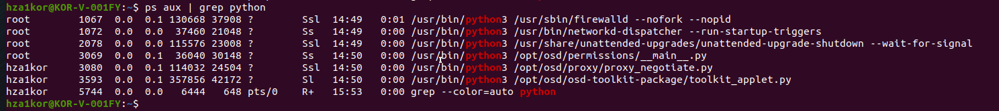 hza1kor@KOR-V-001FY:~$ ps aux | grep python
root 1067 0.0 0.1 130668 37908 ? Ssl 14:49 0:01 /usr/bin/python3 /usr/sbin/firewalld --nofork --nopid
root 1072 0.0 0.0 37460 21048 ? Ss 14:49 0:00 /usr/bin/python3 /usr/bin/networkd-dispatcher --run-startup-triggers
root 2078 0.0 0.0 115576 23008 ? Ssl 14:49 0:00 /usr/bin/python3 /usr/share/unattended-upgrades/unattended-upgrade-shutdown --wait-for-signal
root 3069 0.0 0.1 36040 30148 ? Ss 14:50 0:00 /usr/bin/python3 /opt/osd/permissions/__main__.py
hza1kor 3080 0.0 0.1 114032 24504 ? Ssl 14:50 0:00 /usr/bin/python3 /opt/osd/proxy/proxy_negotiate.py
hza1kor 3593 0.0 0.1 357856 42172 ? Sl 14:50 0:00 /usr/bin/python3 /opt/osd/osd-toolkit-package/toolkit_applet.py
hza1kor 5744 0.0 0.0 6444 648 pts/0 R+ 15:53 0:00 grep --color=auto python
hza1kor@KOR-V-001FY:~$